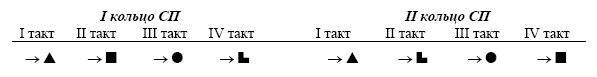 I кольцо СП II кольцо СП
I такт II такт III такт IV такт I такт II такт III такт IV такт
→▲ →■ →● →▙ →▲ →▙ →● →■